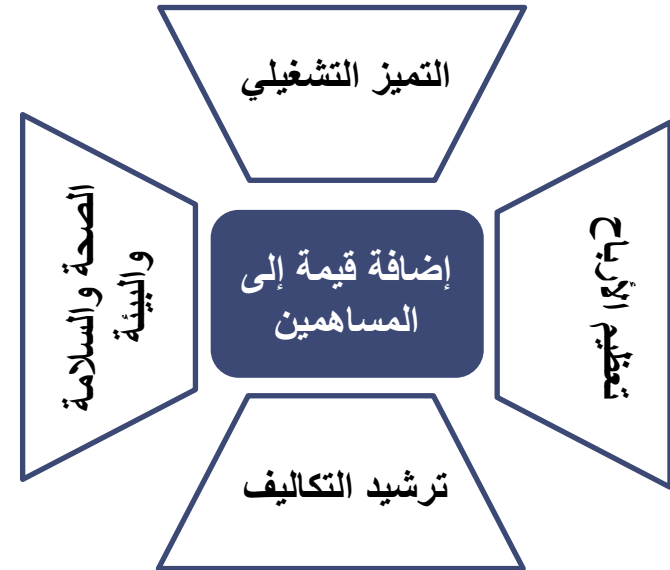 التميز التشغيلي
تعظيم الأرباح
إضافة قيمة إلى
المساهمين
الصحة والسلامة
والبيئة
ترشيد التكاليف